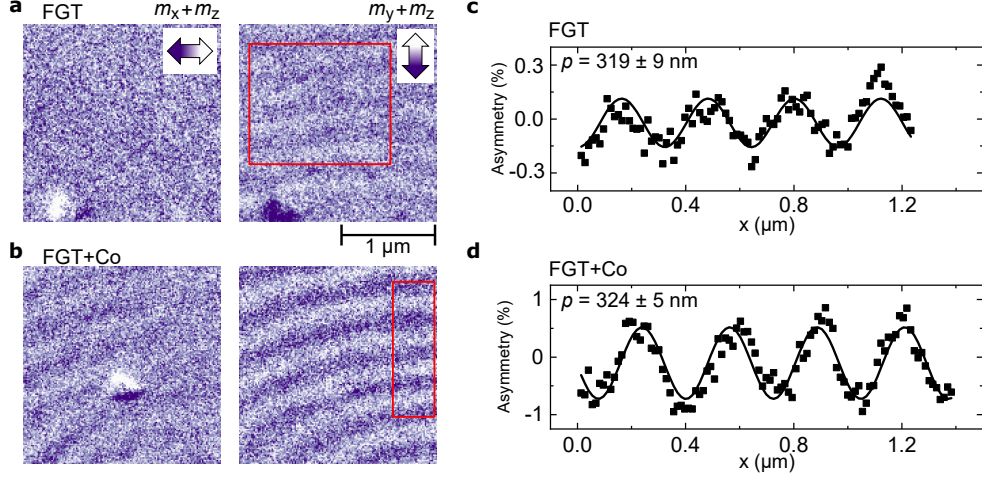 a FGT mx+mz my+mz
1 µm
b FGT+Co
c FGT
p = 319 ± 9 nm
Asymmetry (%)
0.3
0.0
-0.3
0.0 0.4 0.8 1.2
x (µm)
d FGT+Co
p = 324 ± 5 nm
Asymmetry (%)
1
0
-1
0.0 0.4 0.8 1.2
x (µm)